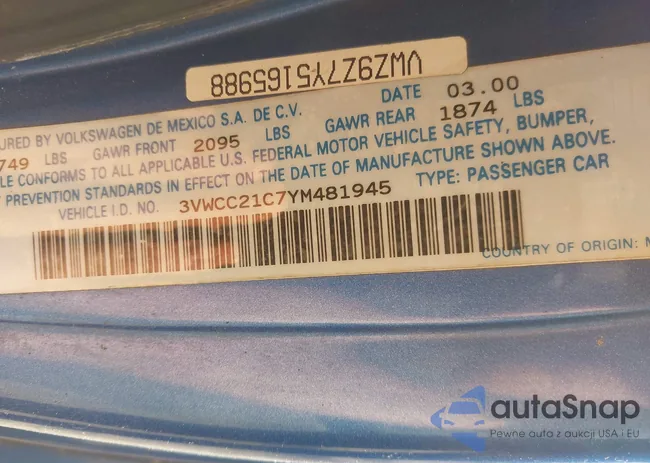 VWZ9Z7Y5165988
URED BY VOLKSWAGEN DE MEXICO S.A. DE C.V. DATE 03.00
749 LBS GAWR FRONT 2095 LBS GAWR REAR 1874 LBS
LE CONFORMS TO ALL APPLICABLE U.S. FEDERAL MOTOR VEHICLE SAFETY, BUMPER,
PREVENTION STANDARDS IN EFFECT ON THE DATE OF MANUFACTURE SHOWN ABOVE.
VEHICLE I.D. NO. 3VWCC21C7YM481945 TYPE: PASSENGER CAR
COUNTRY OF ORIGIN: M
autaSnap
Pewne auta z aukcji USA i EU